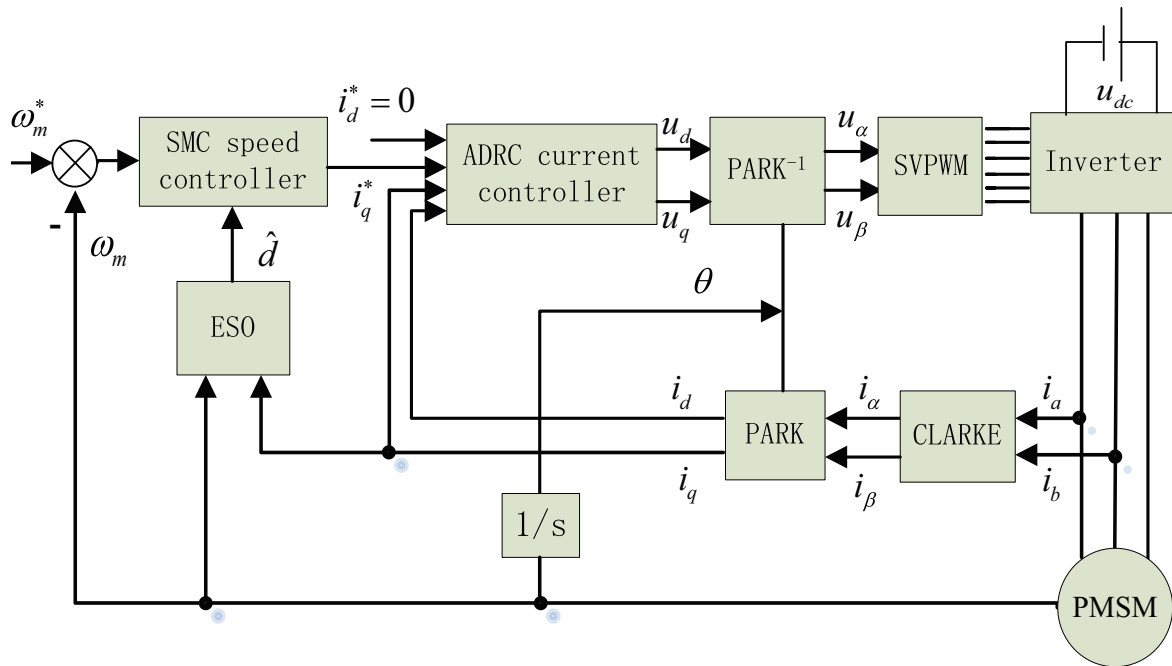 ω*m
SMC speed
controller
i*d = 0
i*q
ADRC current
controller
ud
uq
PARK⁻¹
uα
uβ
SVPWM
udc
Inverter
-
ωm
d̂
ESO
θ
id
iq
PARK
iα
iβ
CLARKE
ia
ib
1/s
PMSM